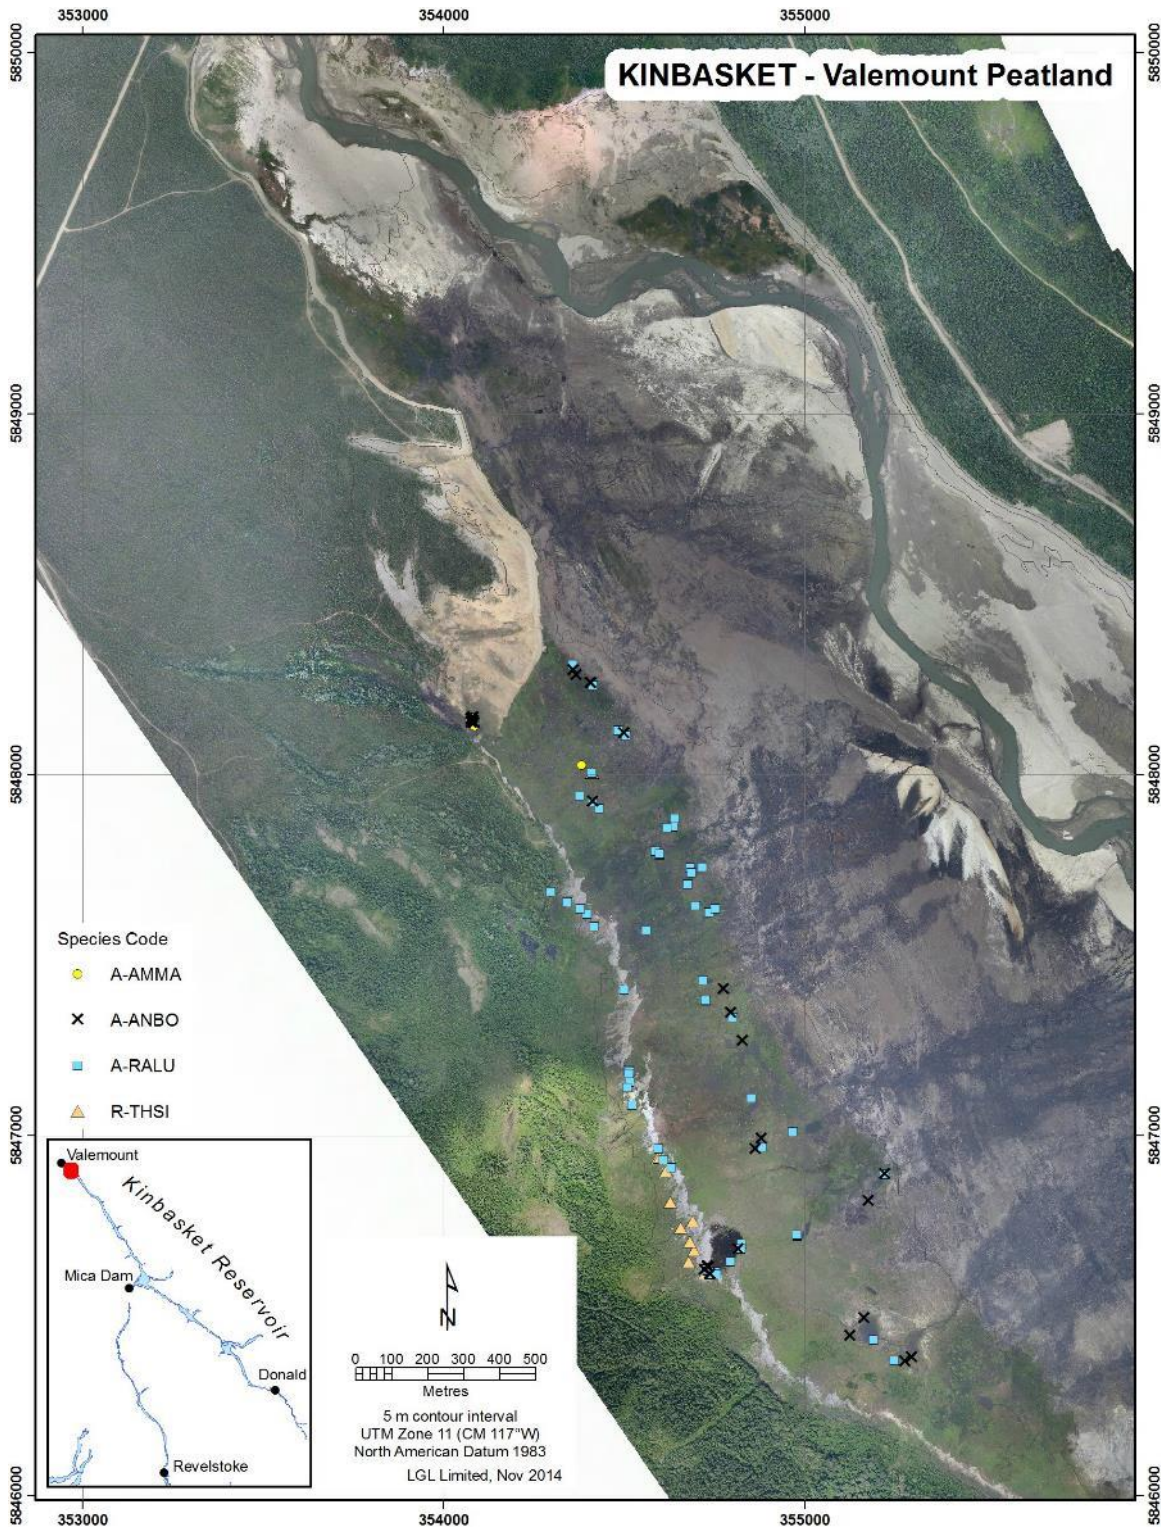 353000
354000
355000
5850000
5850000
KINBASKET - Valemount Peatland
5849000
5849000
5848000
5848000
Species Code
A-AMMA
A-ANBO
A-RALU
R-THSI
5847000
5847000
Valemount
Kinbasket Reservoir
Mica Dam
Donald
Revelstoke
N
0 100 200 300 400 500
Metres
5 m contour interval
UTM Zone 11 (CM 117°W)
North American Datum 1983
LGL Limited, Nov 2014
5846000
5846000
353000
354000
355000